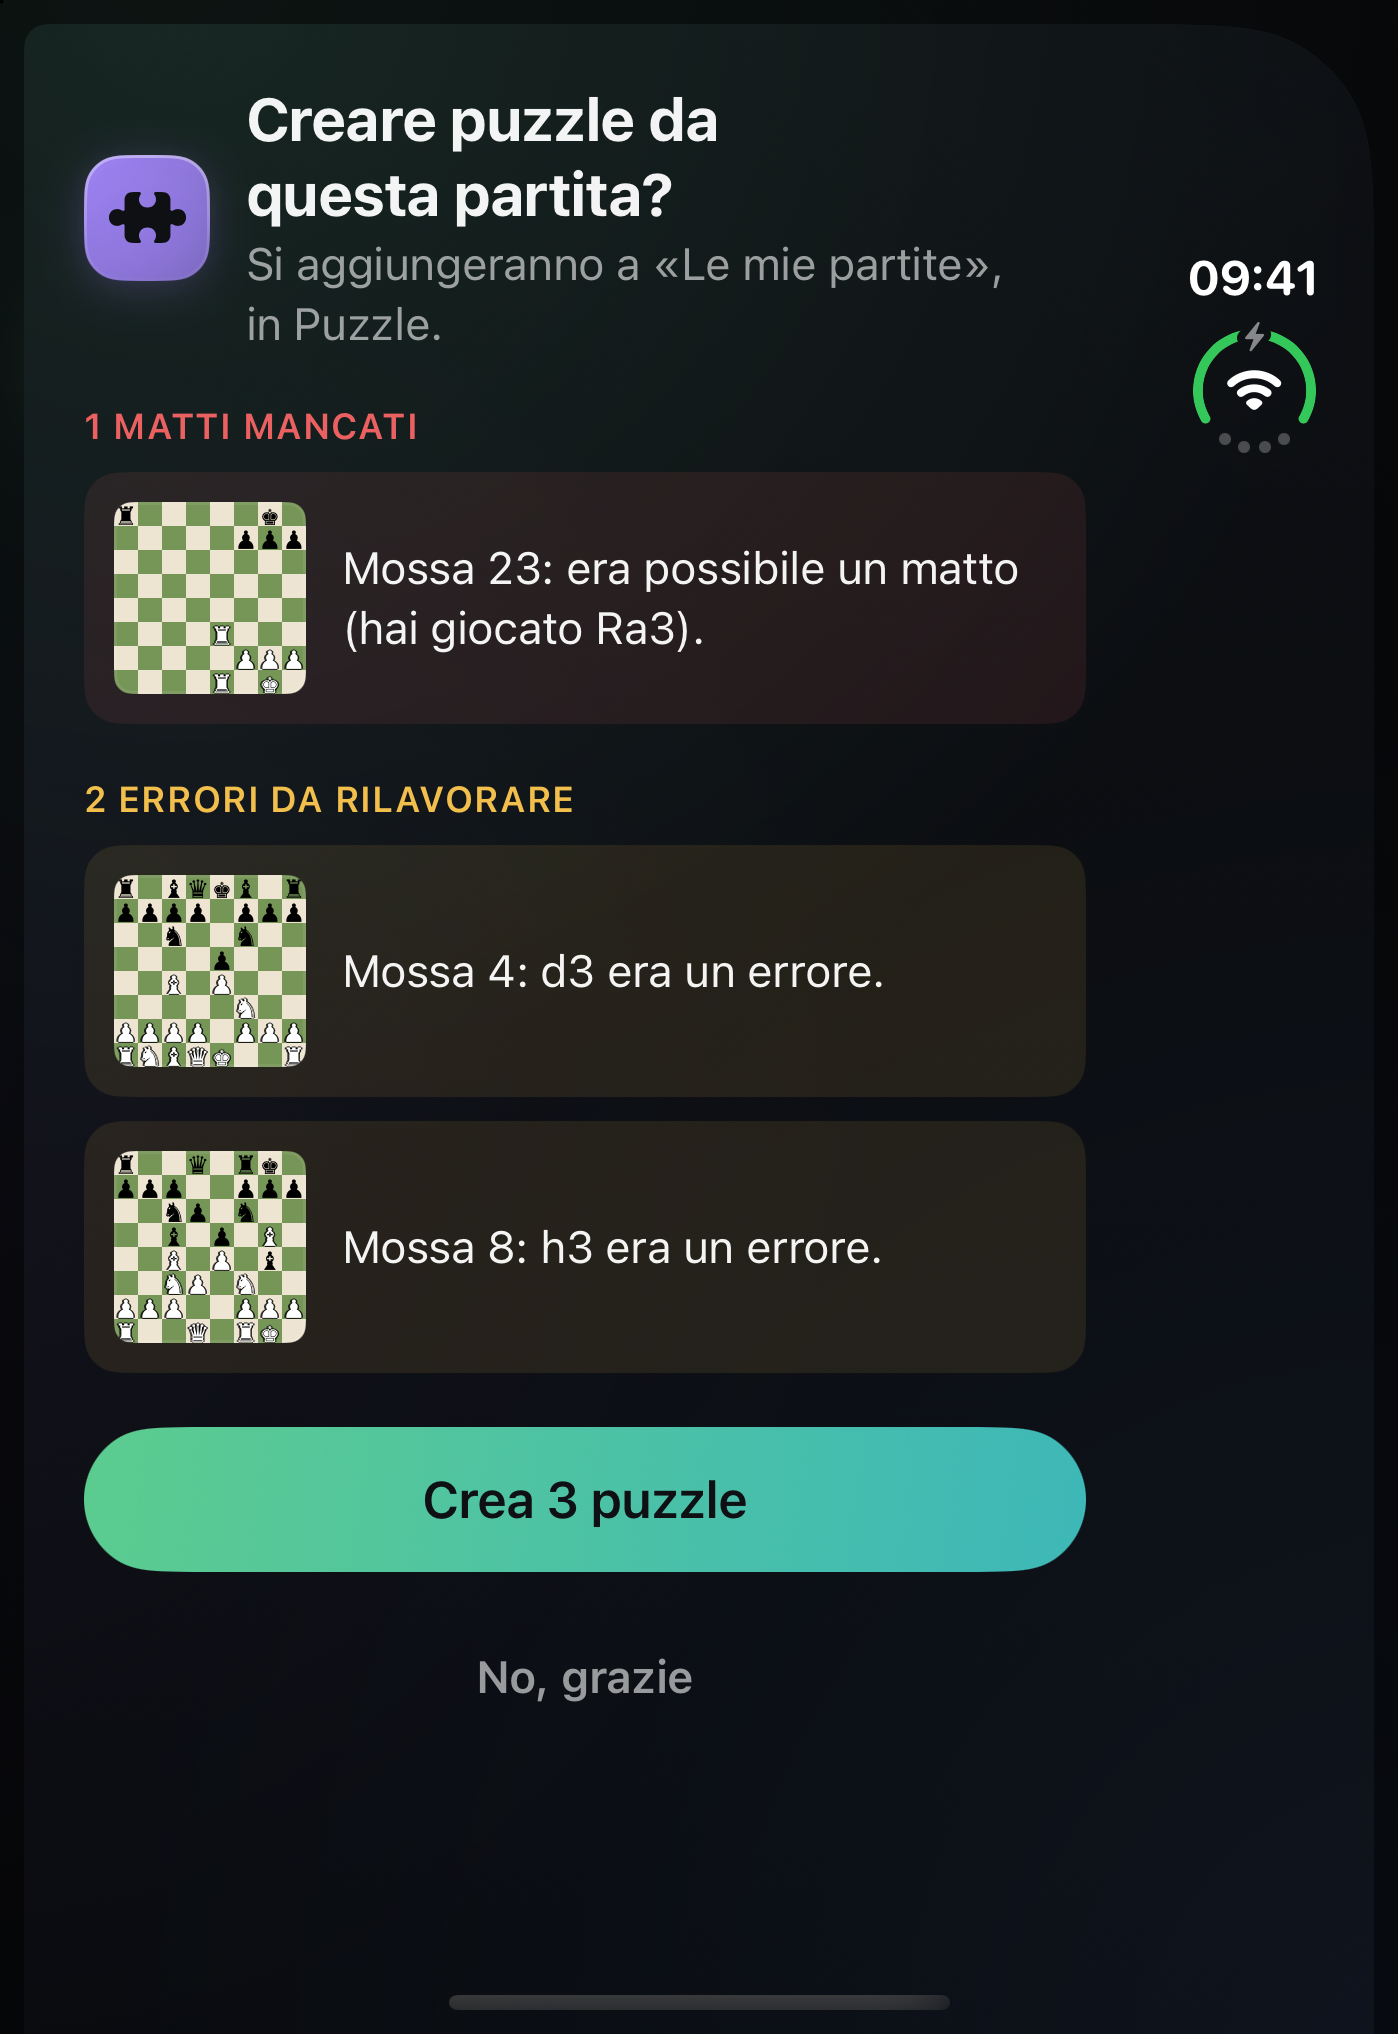 Creare puzzle da
questa partita?
Si aggiungeranno a «Le mie partite»,
in Puzzle.
09:41
1 MATTI MANCATI
Mossa 23: era possibile un matto
(hai giocato Ra3).
2 ERRORI DA RILAVORARE
Mossa 4: d3 era un errore.
Mossa 8: h3 era un errore.
Crea 3 puzzle
No, grazie